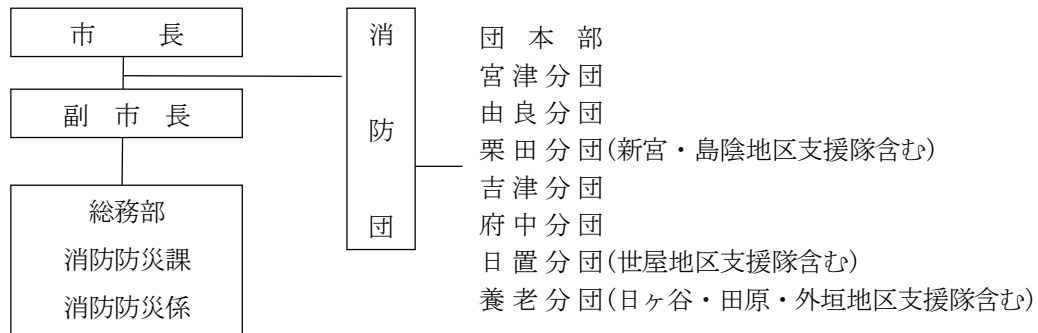 市長
副市長
総務部
消防防災課
消防防災係
消防団
団本部
宮津分団
由良分団
栗田分団(新宮・島陰地区支援隊含む)
吉津分団
府中分団
日置分団(世屋地区支援隊含む)
養老分団(日ヶ谷・田原・外垣地区支援隊含む)